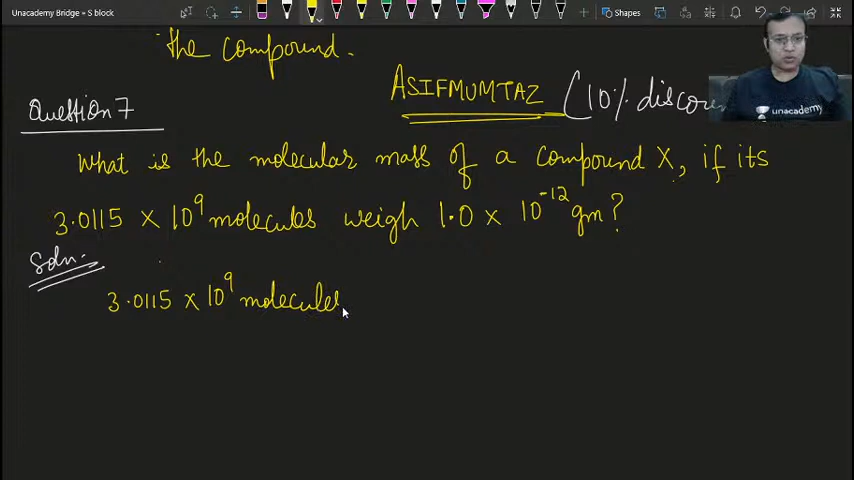 Unacademy Bridge + S block
Shapes
the compound.
ASIFMUMTAZ (10% discou
unacademy
Question 7
What is the molecular mass of a compound X, if its
3.0115 x 10⁹ molecules weigh 1.0 x 10⁻¹² gm?
Soln.
3.0115 x 10⁹ molecules